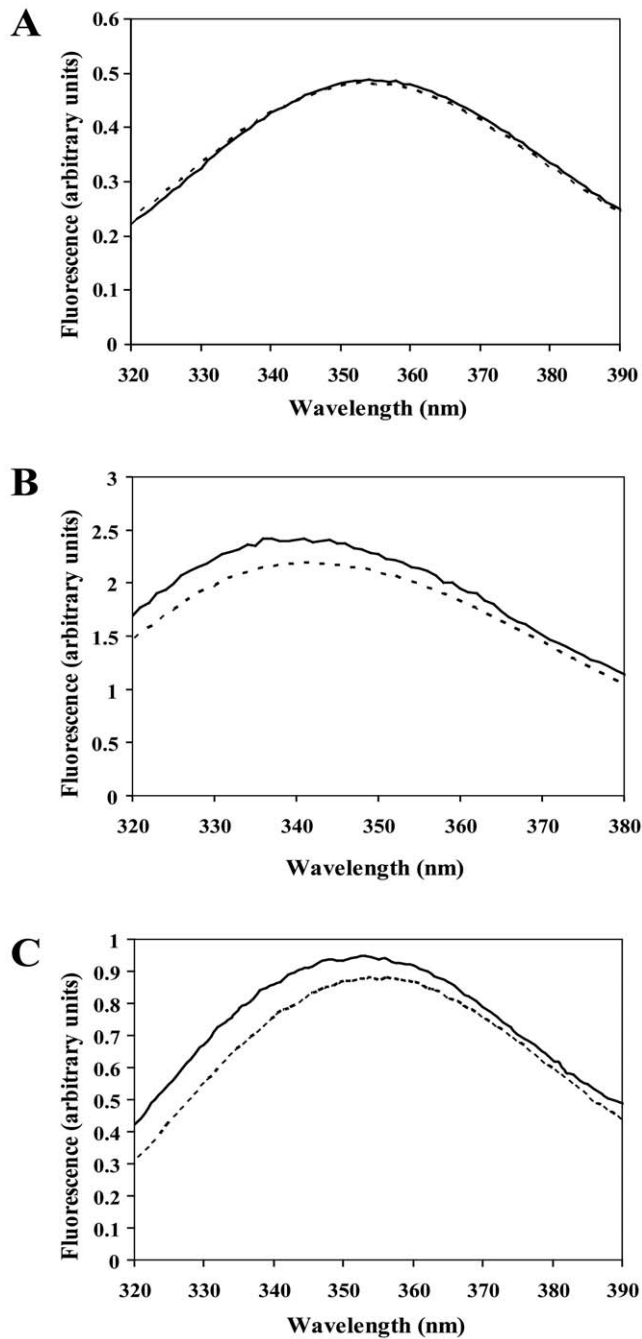 A
Fluorescence (arbitrary units)
0.6
0.5
0.4
0.3
0.2
0.1
0
320 330 340 350 360 370 380 390
Wavelength (nm)
B
Fluorescence (arbitrary units)
3
2.5
2
1.5
1
0.5
0
320 330 340 350 360 370 380
Wavelength (nm)
C
Fluorescence (arbitrary units)
1
0.9
0.8
0.7
0.6
0.5
0.4
0.3
0.2
0.1
0
320 330 340 350 360 370 380 390
Wavelength (nm)